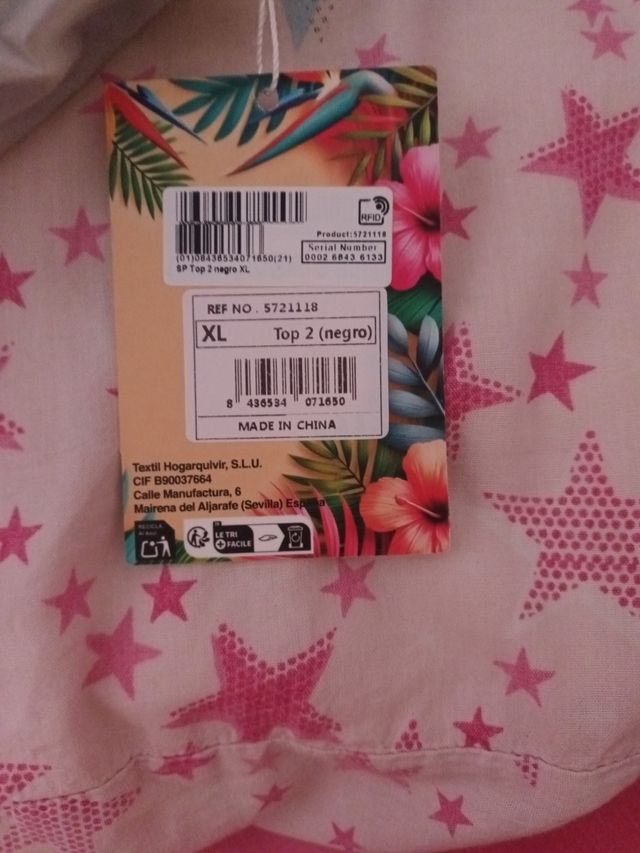 RFID
Product:5721118
Serial Number
0002 6843 6133
(01)08436534071650(21)
SP Top 2 negro XL
REF NO . 5721118
XL Top 2 (negro)
8 436534 071650
MADE IN CHINA
Textil Hogarquivir, S.L.U.
CIF B90037664
Calle Manufactura, 6
Mairena del Aljarafe (Sevilla) España
RECICLA
AQUÍ
LE TRI
+ FACILE